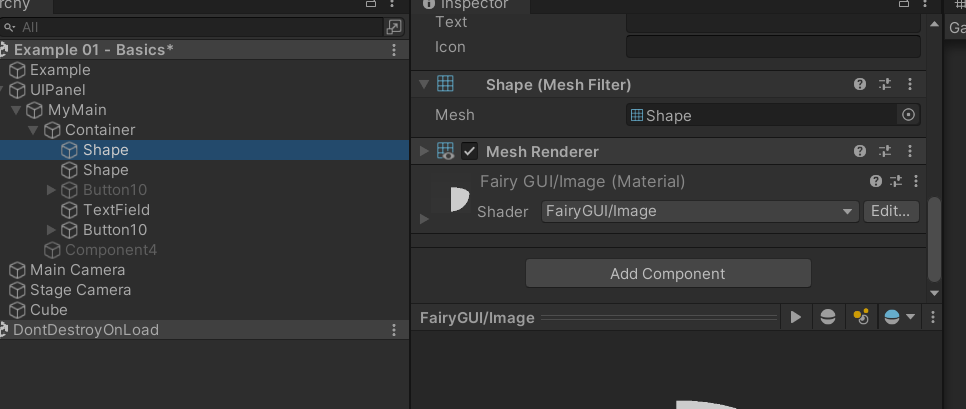 rchy
Inspector
All
Text
Ga
Icon
Example 01 - Basics*
Example
UIPanel
MyMain
Container
Shape
Shape
Button10
TextField
Button10
Component4
Main Camera
Stage Camera
Cube
DontDestroyOnLoad
Shape (Mesh Filter)
Mesh
Shape
Mesh Renderer
Fairy GUI/Image (Material)
Shader
FairyGUI/Image
Edit...
Add Component
FairyGUI/Image